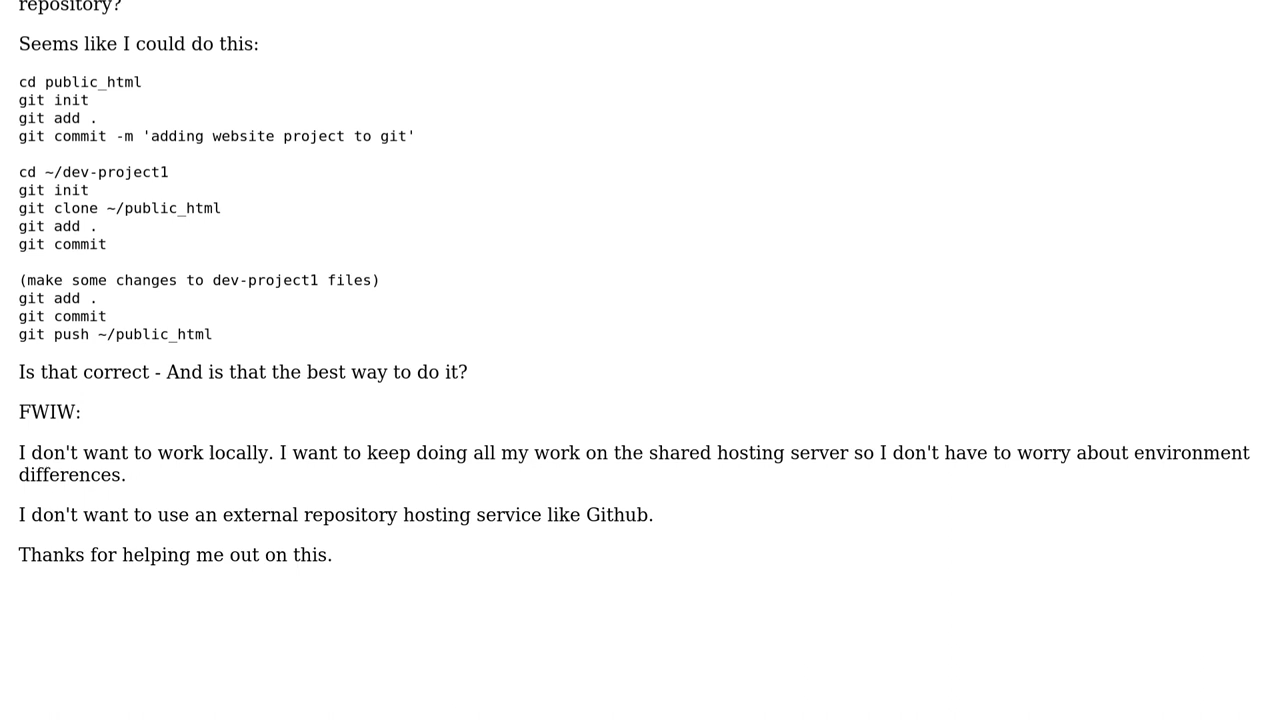 repository?
Seems like I could do this:
cd public_html
git init
git add .
git commit -m 'adding website project to git'
cd ~/dev-project1
git init
git clone ~/public_html
git add .
git commit
(make some changes to dev-project1 files)
git add .
git commit
git push ~/public_html
Is that correct - And is that the best way to do it?
FWIW:
I don't want to work locally. I want to keep doing all my work on the shared hosting server so I don't have to worry about environment
differences.
I don't want to use an external repository hosting service like Github.
Thanks for helping me out on this.